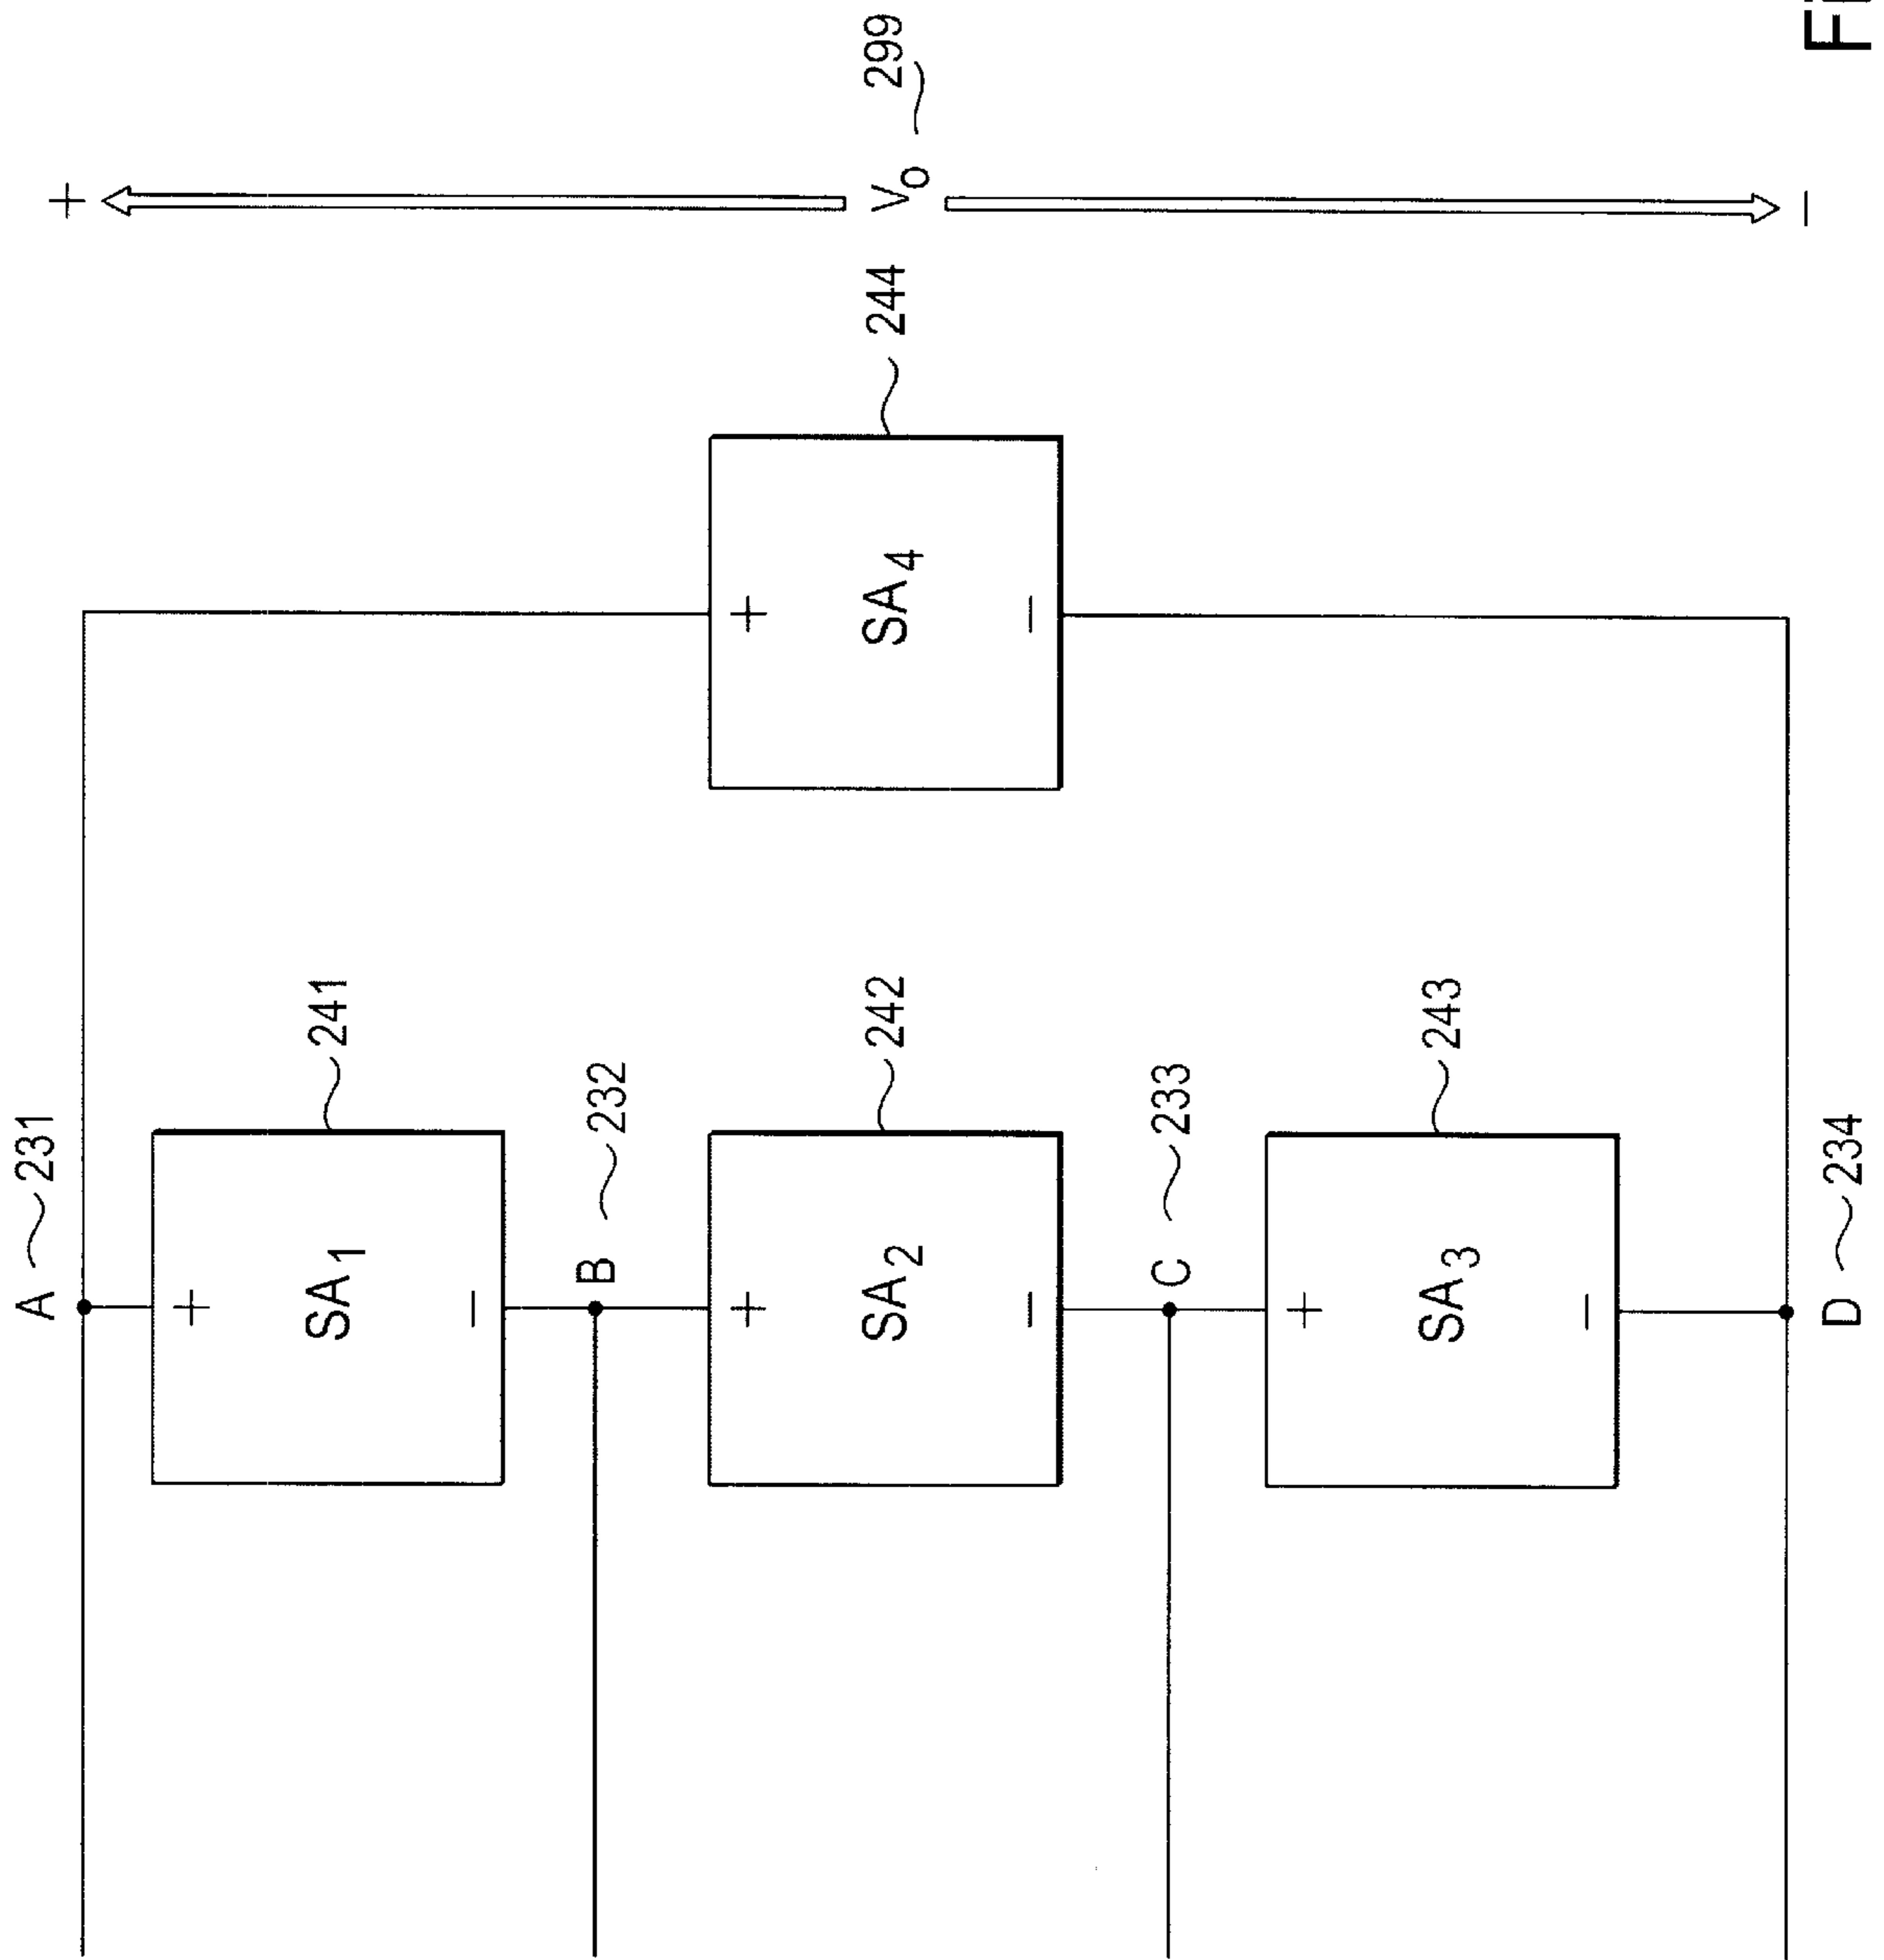 A 231
+
SA1 241
−
B 232
+
SA2 242
−
C 233
+
SA3 243
−
D 234
+
SA4 244
−
+
Vo 299
−